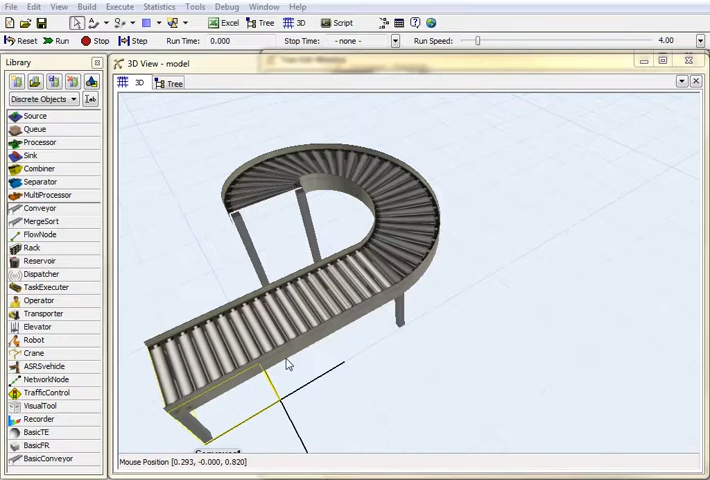 File Edit View Build Execute Statistics Tools Debug Window Help
Excel Tree 3D Script
Reset Run Stop Step Run Time: 0.000 Stop Time: - none - Run Speed: 4.00
Library
3D View - model
3D Tree
Discrete Objects
Source
Queue
Processor
Sink
Combiner
Separator
MultiProcessor
Conveyor
MergeSort
FlowNode
Rack
Reservoir
Dispatcher
TaskExecuter
Operator
Transporter
Elevator
Robot
Crane
ASRSvehicle
NetworkNode
TrafficControl
VisualTool
Recorder
BasicTE
BasicFR
BasicConveyor
Mouse Position [0.293, -0.000, 0.820]